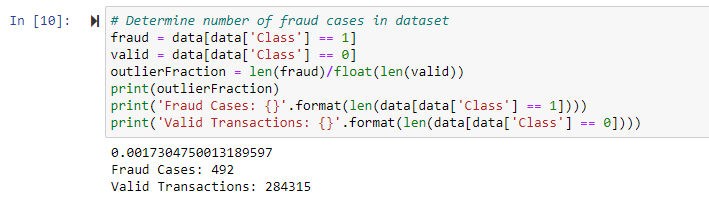 In [10]:
# Determine number of fraud cases in dataset
fraud = data[data['Class'] == 1]
valid = data[data['Class'] == 0]
outlierFraction = len(fraud)/float(len(valid))
print(outlierFraction)
print('Fraud Cases: {}'.format(len(data[data['Class'] == 1])))
print('Valid Transactions: {}'.format(len(data[data['Class'] == 0])))
0.0017304750013189597
Fraud Cases: 492
Valid Transactions: 284315